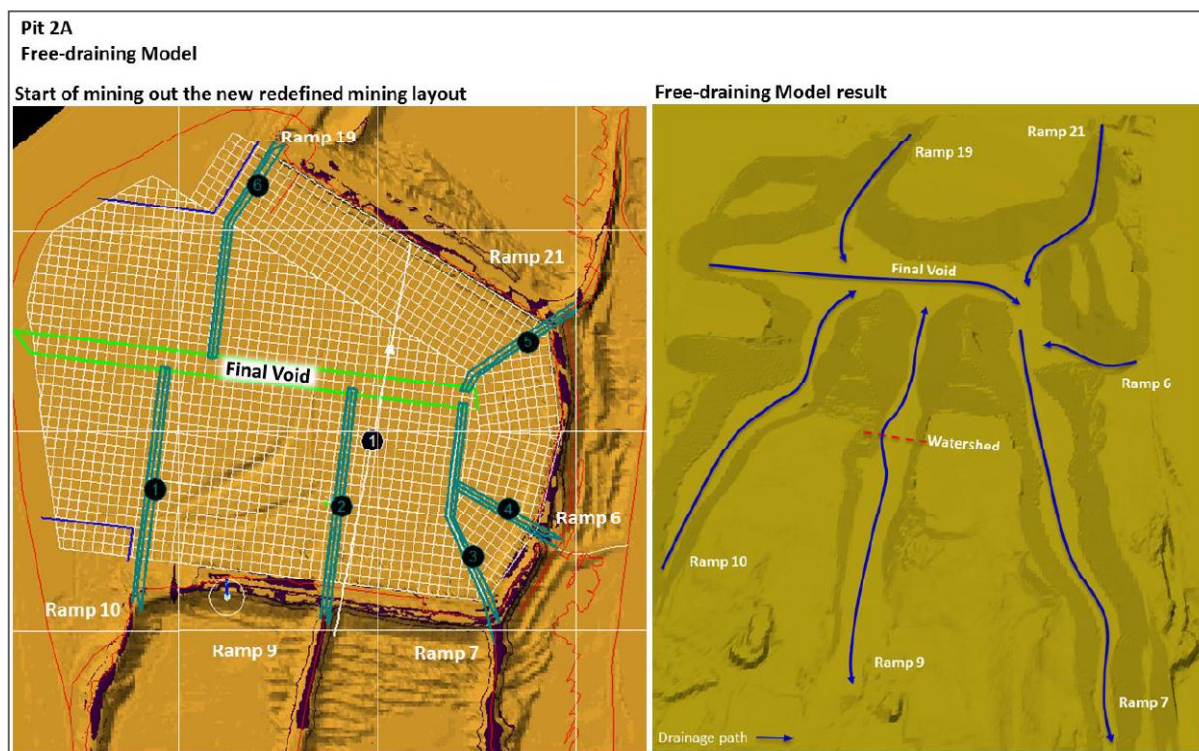 Pit 2A
Free-draining Model
Start of mining out the new redefined mining layout
Ramp 19
6
Ramp 21
5
Final Void
1
1
2
4
Ramp 6
3
Ramp 10
Ramp 9
Ramp 7
Free-draining Model result
Ramp 21
Ramp 19
Final Void
Ramp 6
Watershed
Ramp 10
Ramp 9
Ramp 7
Drainage path